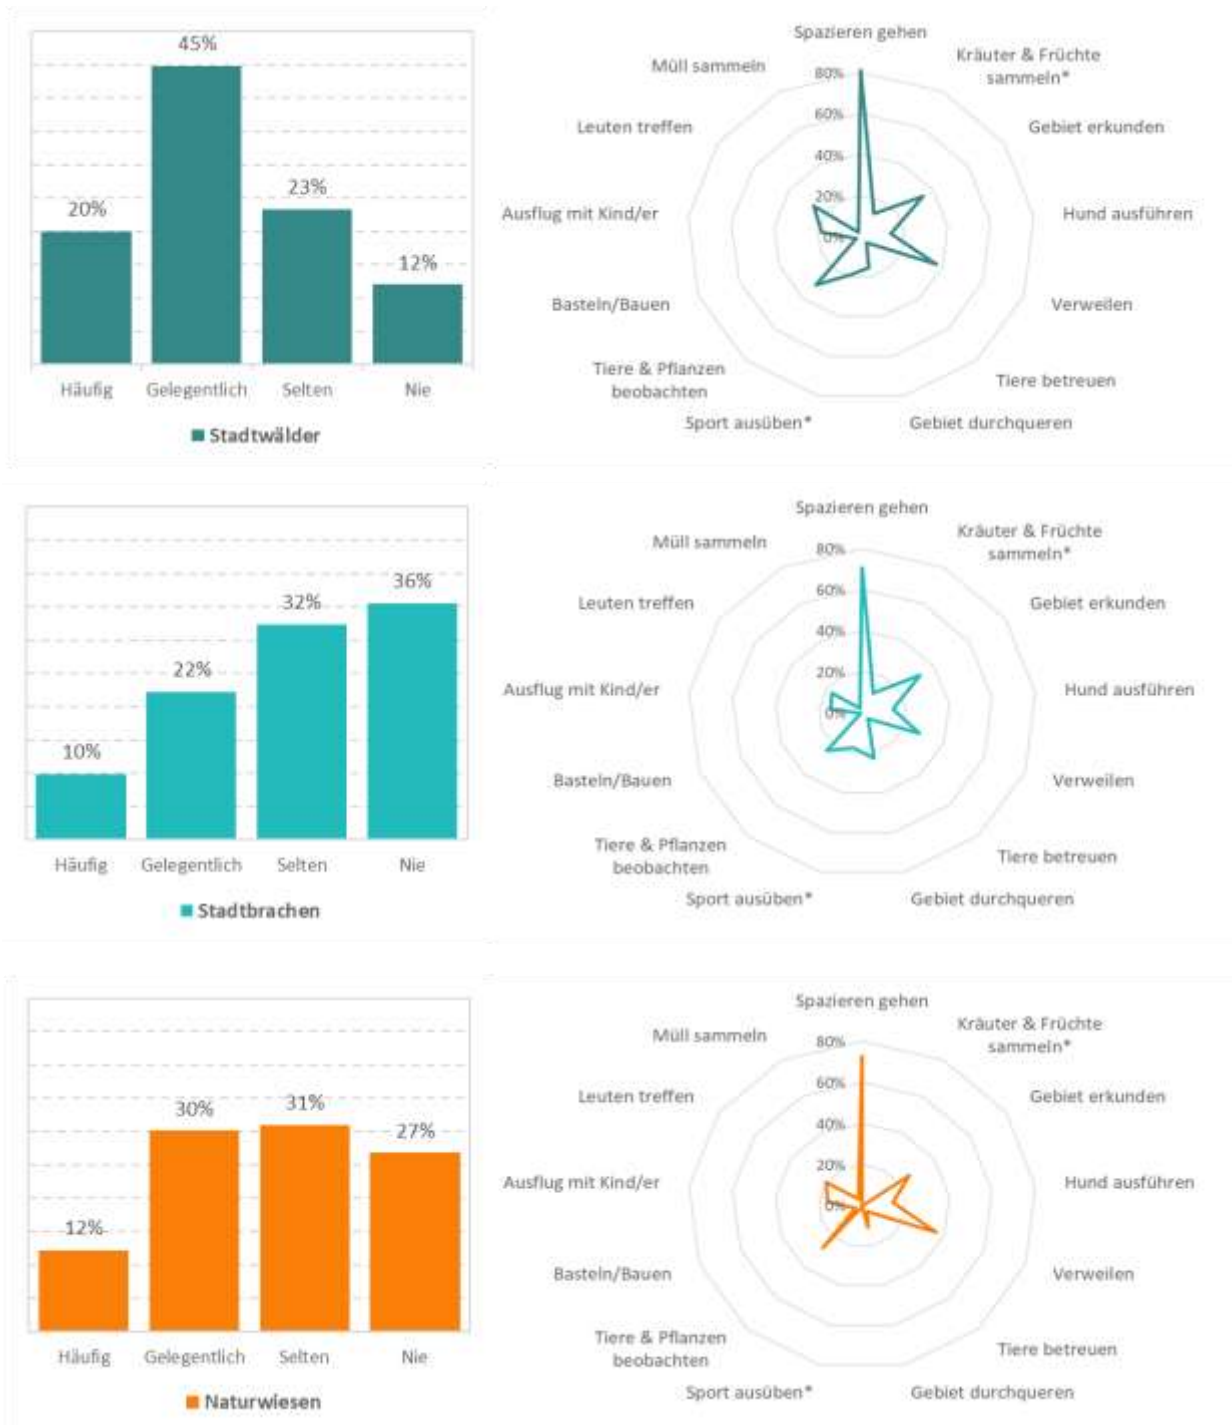 45%
20%
23%
12%
Häufig Gelegentlich Selten Nie
Stadtwälder
Spazieren gehen
Kräuter & Früchte
sammeln*
Gebiet erkunden
Hund ausführen
Verweilen
Tiere betreuen
Gebiet durchqueren
Sport ausüben*
Tiere & Pflanzen
beobachten
Basteln/Bauen
Ausflug mit Kind/er
Leuten treffen
Müll sammeln
80%
60%
40%
20%
0%
10%
22%
32%
36%
Häufig Gelegentlich Selten Nie
Stadtbrachen
Spazieren gehen
Kräuter & Früchte
sammeln*
Gebiet erkunden
Hund ausführen
Verweilen
Tiere betreuen
Gebiet durchqueren
Sport ausüben*
Tiere & Pflanzen
beobachten
Basteln/Bauen
Ausflug mit Kind/er
Leuten treffen
Müll sammeln
80%
60%
40%
20%
0%
12%
30%
31%
27%
Häufig Gelegentlich Selten Nie
Naturwiesen
Spazieren gehen
Kräuter & Früchte
sammeln*
Gebiet erkunden
Hund ausführen
Verweilen
Tiere betreuen
Gebiet durchqueren
Sport ausüben*
Tiere & Pflanzen
beobachten
Basteln/Bauen
Ausflug mit Kind/er
Leuten treffen
Müll sammeln
80%
60%
40%
20%
0%